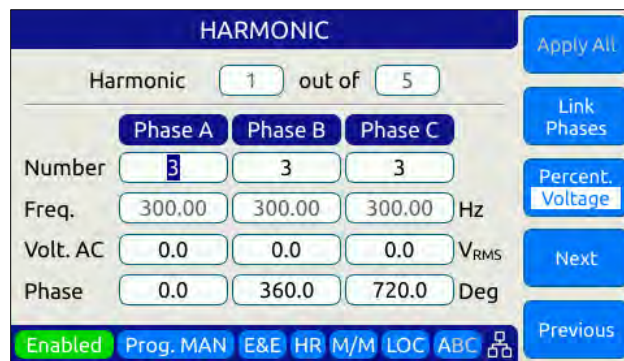 HARMONIC
Harmonic 1 out of 5
Phase A Phase B Phase C
Number 3 3 3
Freq. 300.00 300.00 300.00 Hz
Volt. AC 0.0 0.0 0.0 VRMS
Phase 0.0 360.0 720.0 Deg
Enabled Prog. MAN E&E HR M/M LOC ABC
Apply All
Link
Phases
Percent.
Voltage
Next
Previous